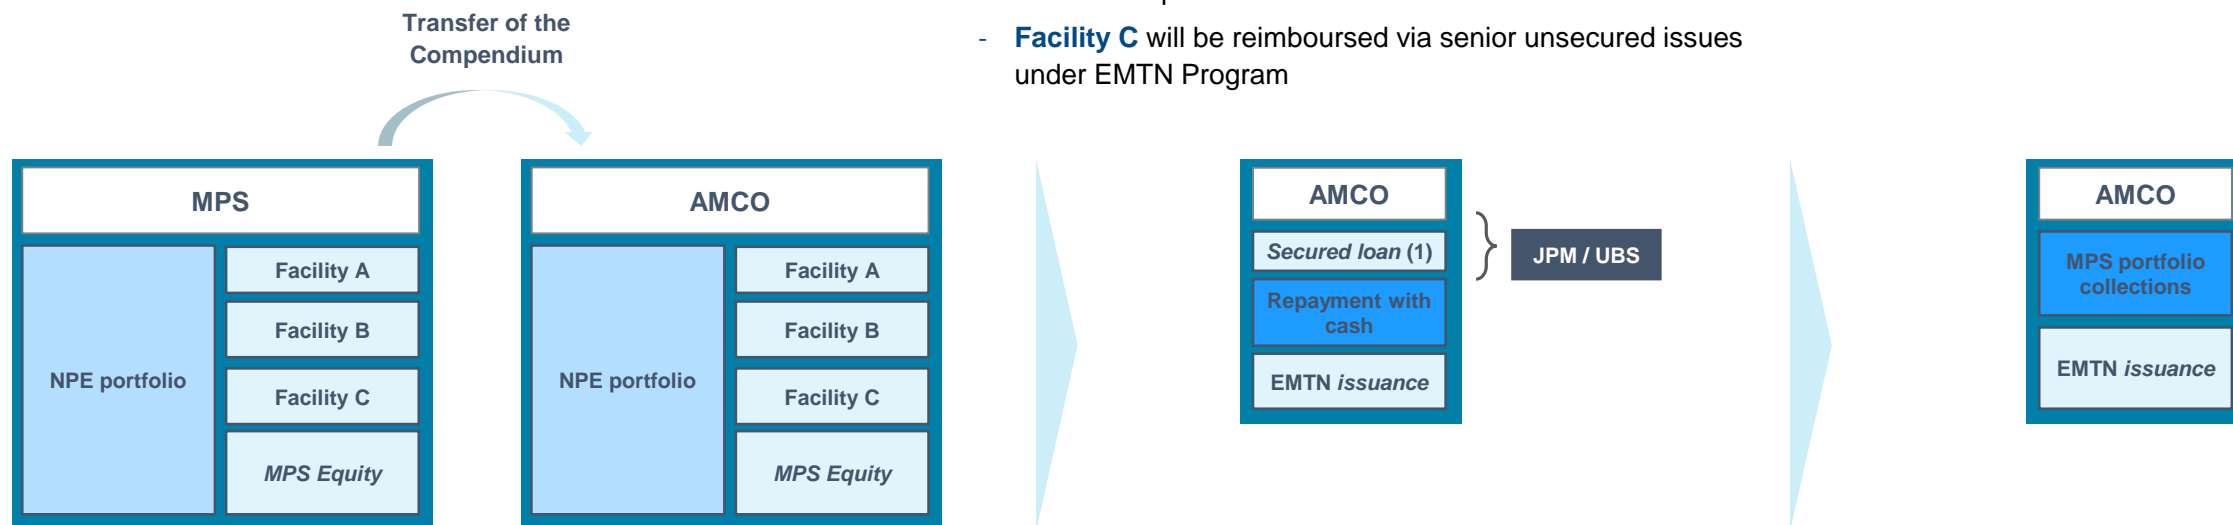 Transfer of the
Compendium
- Facility C will be reimboursed via senior unsecured issues
under EMTN Program
MPS
NPE portfolio
Facility A
Facility B
Facility C
MPS Equity
AMCO
NPE portfolio
Facility A
Facility B
Facility C
MPS Equity
AMCO
Secured loan (1)
Repayment with
cash
EMTN issuance
JPM / UBS
AMCO
MPS portfolio
collections
EMTN issuance